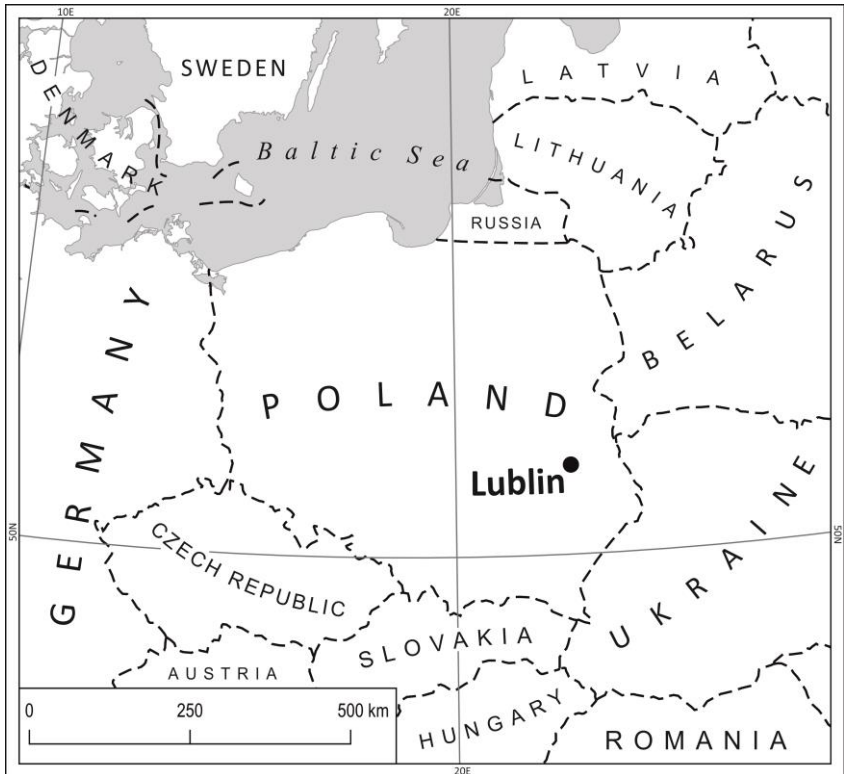 10E
20E
SWEDEN
DENMARK
LATVIA
Baltic Sea
LITHUANIA
RUSSIA
BELARUS
GERMANY
POLAND
Lublin
50N
50N
CZECH REPUBLIC
UKRAINE
SLOVAKIA
AUSTRIA
0 250 500 km
HUNGARY
ROMANIA
20E